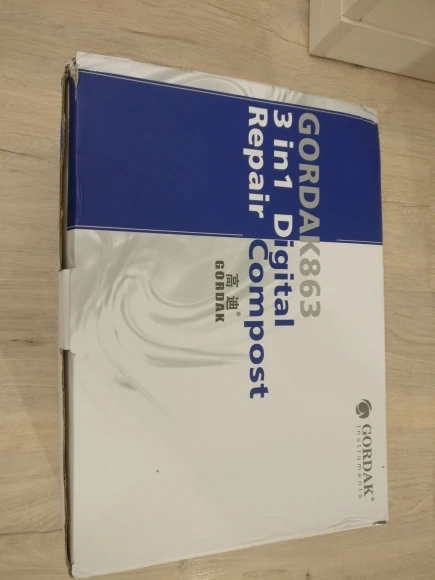 GORDAK863
3 in1 Digital
Repair Compost
高迪®
GORDAK
GORDAK®
Instruments